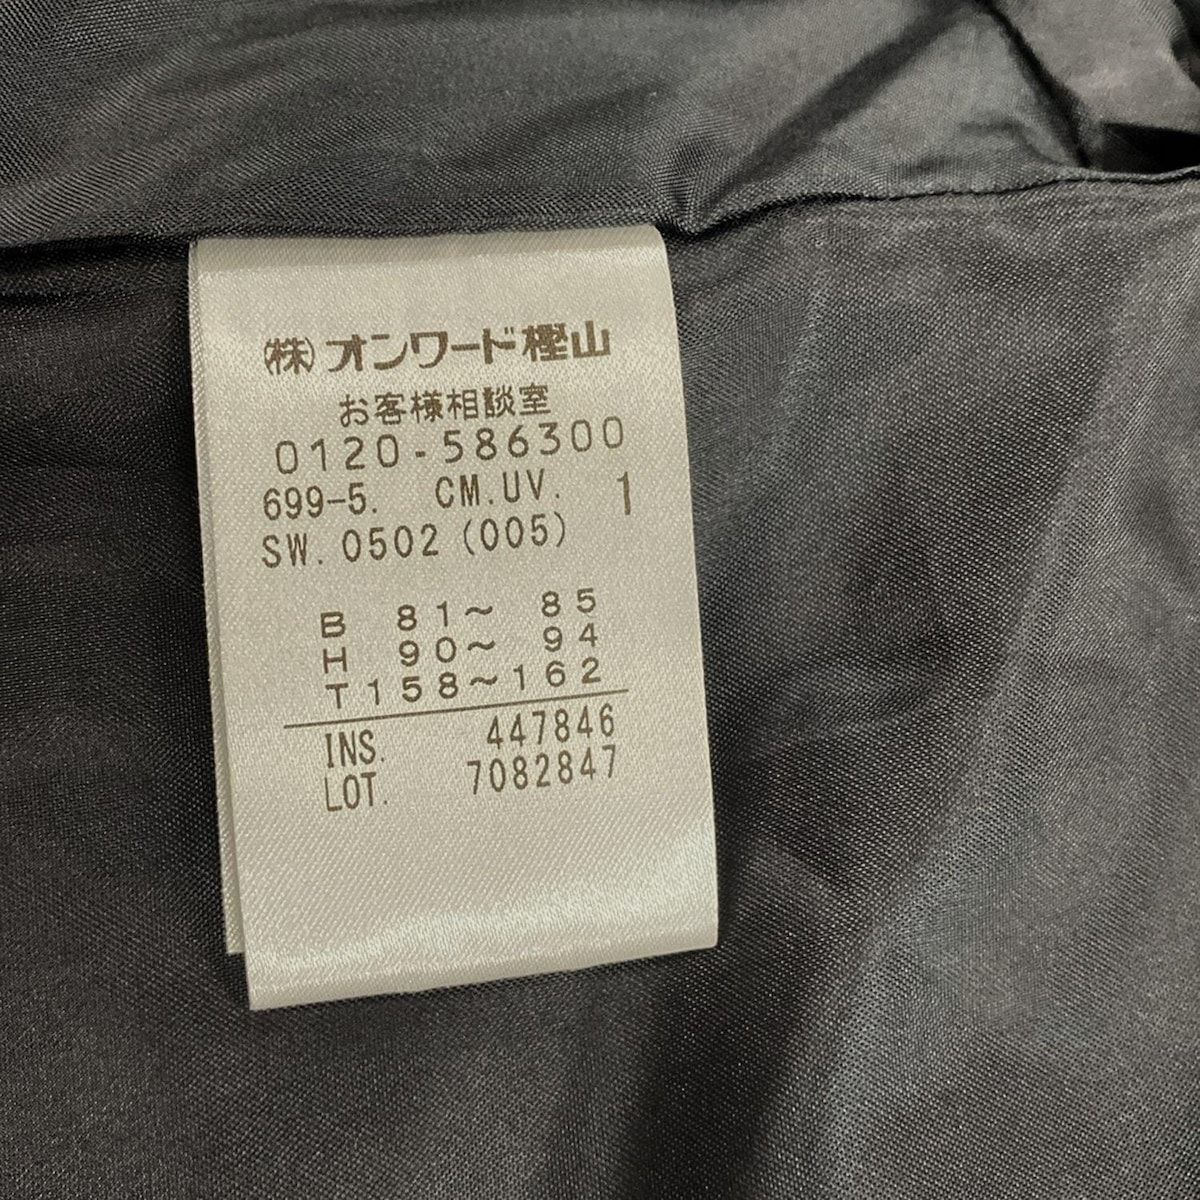 (株)オンワード樫山
お客様相談室
0120-586300
699-5. CM.UV. 1
SW.0502(005)
B 81～ 85
H 90～ 94
T158～162
INS. 447846
LOT. 7082847